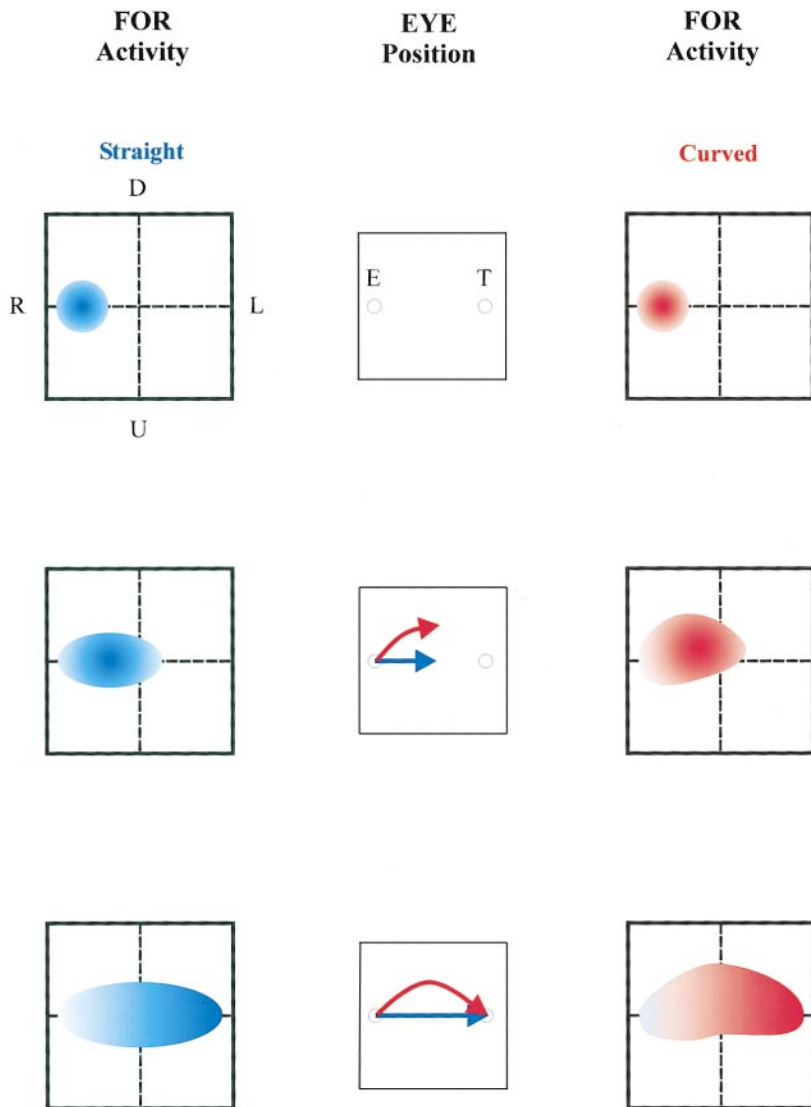 FOR Activity
EYE Position
FOR Activity
Straight
Curved
D
R
L
E
T
U